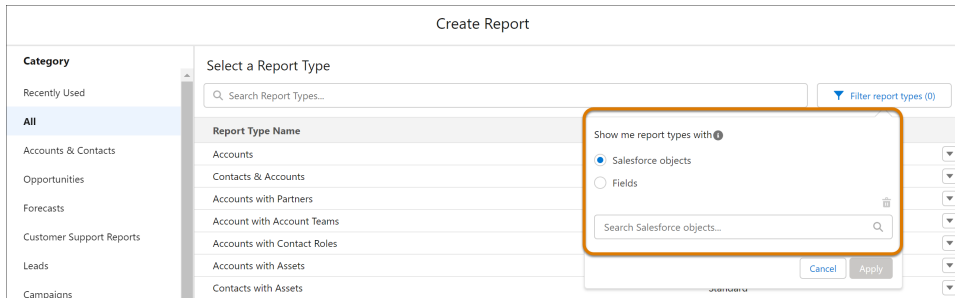 Create Report
Category
Recently Used
All
Accounts & Contacts
Opportunities
Forecasts
Customer Support Reports
Leads
Campaigns
Select a Report Type
Search Report Types...
Filter report types (0)
Report Type Name
Accounts
Contacts & Accounts
Accounts with Partners
Account with Account Teams
Accounts with Contact Roles
Accounts with Assets
Contacts with Assets
Standard
Show me report types with
Salesforce objects
Fields
Search Salesforce objects...
Cancel
Apply